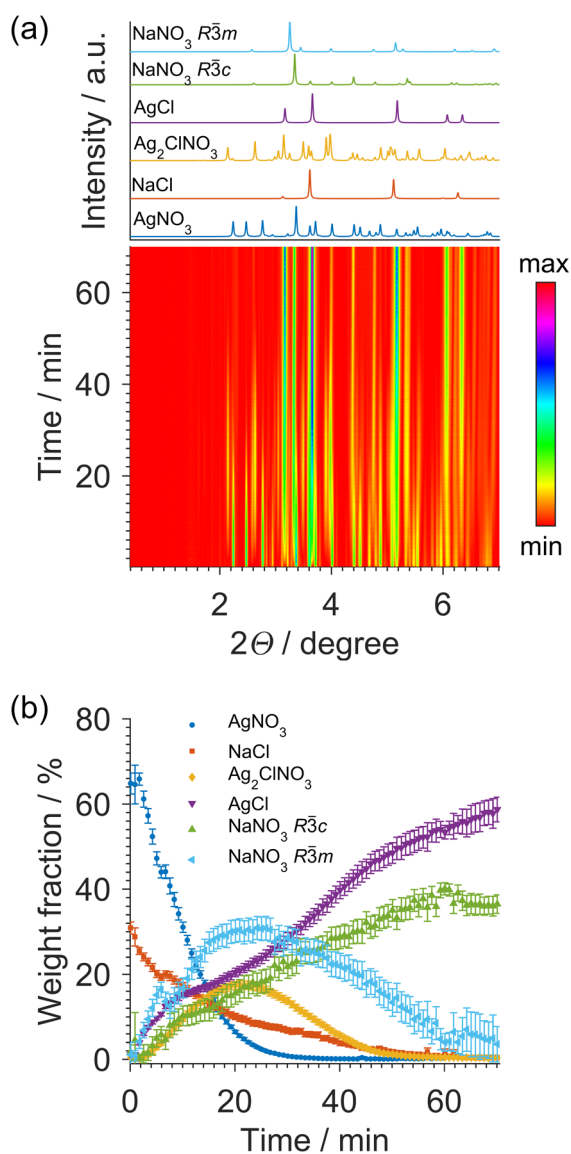 (a)
NaNO₃ R3̅m
NaNO₃ R3̅c
AgCl
Ag₂ClNO₃
NaCl
AgNO₃
Intensity / a.u.
60
40
20
Time / min
max
min
2 4 6
2Θ / degree
(b)
80
60
40
20
0
Weight fraction / %
AgNO₃
NaCl
Ag₂ClNO₃
AgCl
NaNO₃ R3̅c
NaNO₃ R3̅m
0 20 40 60
Time / min